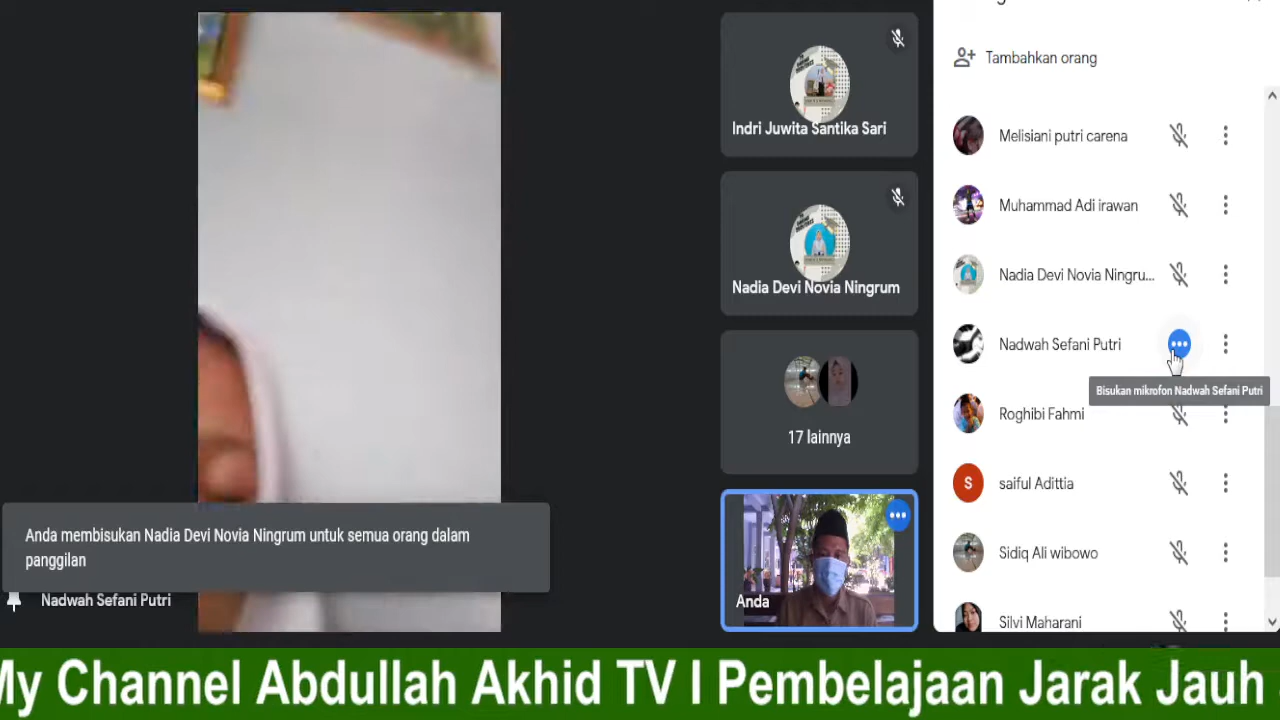 Indri Juwita Santika Sari
Nadia Devi Novia Ningrum
17 lainnya
Anda
Anda membisukan Nadia Devi Novia Ningrum untuk semua orang dalam
panggilan
Nadwah Sefani Putri
Tambahkan orang
Melisiani putri carena
Muhammad Adi irawan
Nadia Devi Novia Ningru...
Nadwah Sefani Putri
Bisukan mikrofon Nadwah Sefani Putri
Roghibi Fahmi
S
saiful Adittia
Sidiq Ali wibowo
Silvi Maharani
My Channel Abdullah Akhid TV I Pembelajaan Jarak Jauh